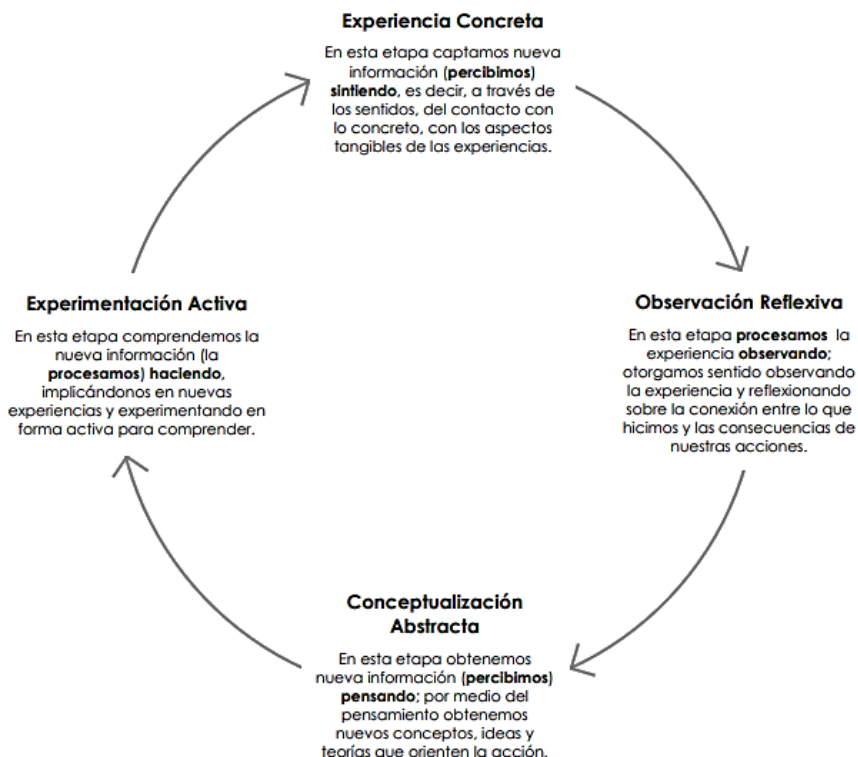 Experiencia Concreta
En esta etapa captamos nueva
información (percibimos)
sintiendo, es decir, a través de
los sentidos, del contacto con
lo concreto, con los aspectos
tangibles de las experiencias.
Observación Reflexiva
En esta etapa procesamos la
experiencia observando;
otorgamos sentido observando
la experiencia y reflexionando
sobre la conexión entre lo que
hicimos y las consecuencias de
nuestras acciones.
Conceptualización
Abstracta
En esta etapa obtenemos
nueva información (percibimos)
pensando; por medio del
pensamiento obtenemos
nuevos conceptos, ideas y
teorías que orienten la acción.
Experimentación Activa
En esta etapa comprendemos la
nueva información (la
procesamos) haciendo,
implicándonos en nuevas
experiencias y experimentando en
forma activa para comprender.